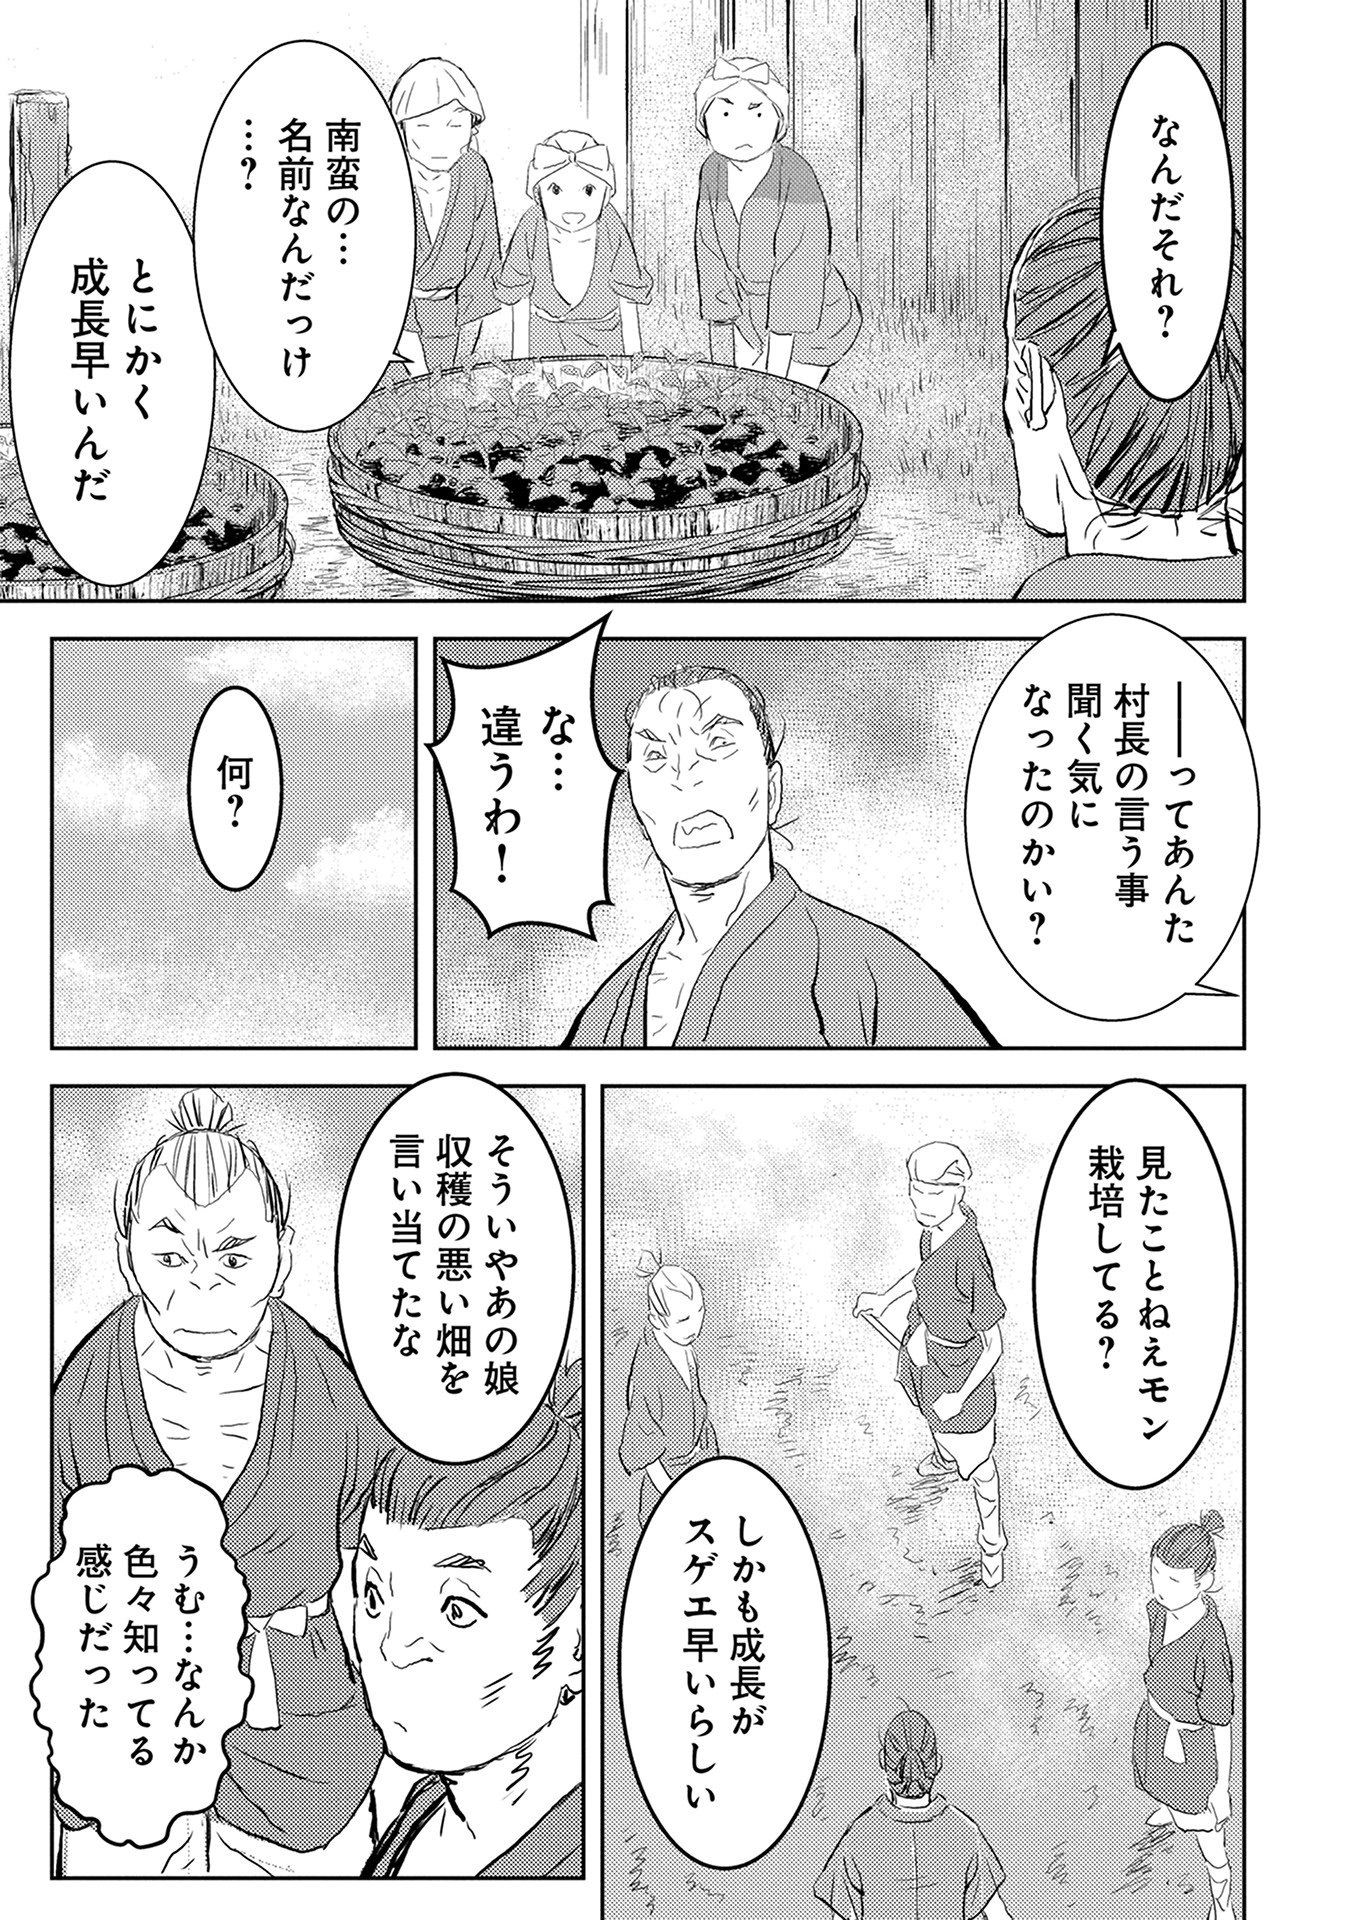 なんだそれ？
南蛮の…
名前なんだっけ
…？
とにかく
成長早いんだ
――ってあんた
村長の言う事
聞く気に
なったのかい？
な…
違うわ！
何？
見たことねぇモン
栽培してる？
しかも成長が
スゲエ早いらしい
そういやあの娘
収穫の悪い畑を
言い当てたな
うむ…なんか
色々知ってる
感じだった